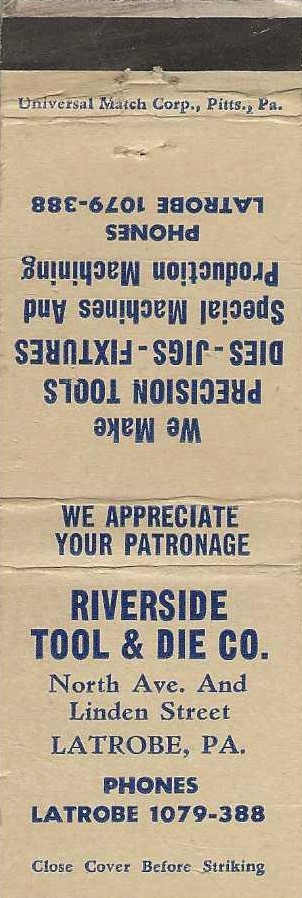 Universal Match Corp., Pitts., Pa.
We Make
PRECISION TOOLS
DIES - JIGS - FIXTURES
Special Machines And
Production Machining
PHONES
LATROBE 1079-388
WE APPRECIATE
YOUR PATRONAGE
RIVERSIDE
TOOL & DIE CO.
North Ave. And
Linden Street
LATROBE, PA.
PHONES
LATROBE 1079-388
Close Cover Before Striking